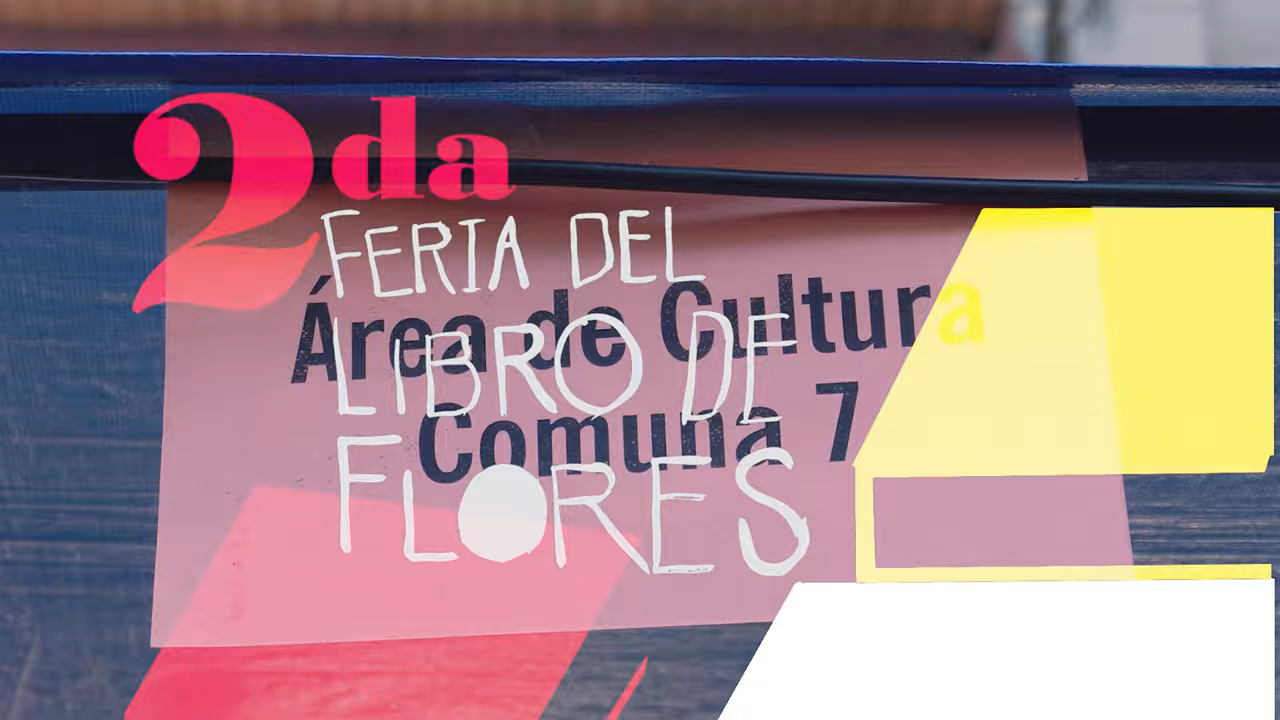 2da
FERIA DEL
LIBRO DE
FLORES
Área de Cultura
Comuna 7